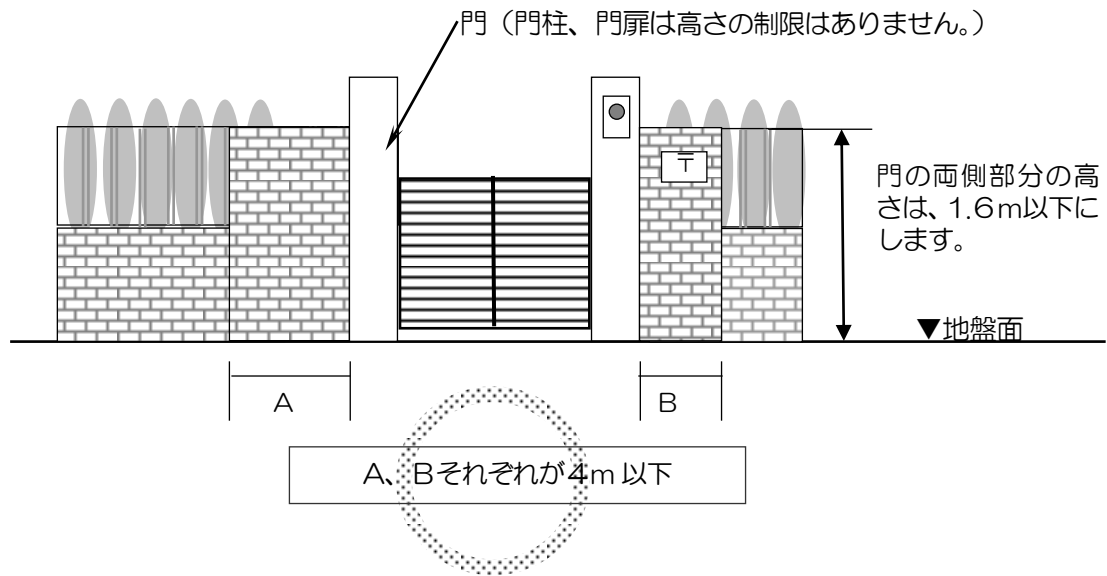 門（門柱、門扉は高さの制限はありません。）
〒
門の両側部分の高
さは、1.6m以下に
します。
▼地盤面
A
B
A、Bそれぞれが4m以下